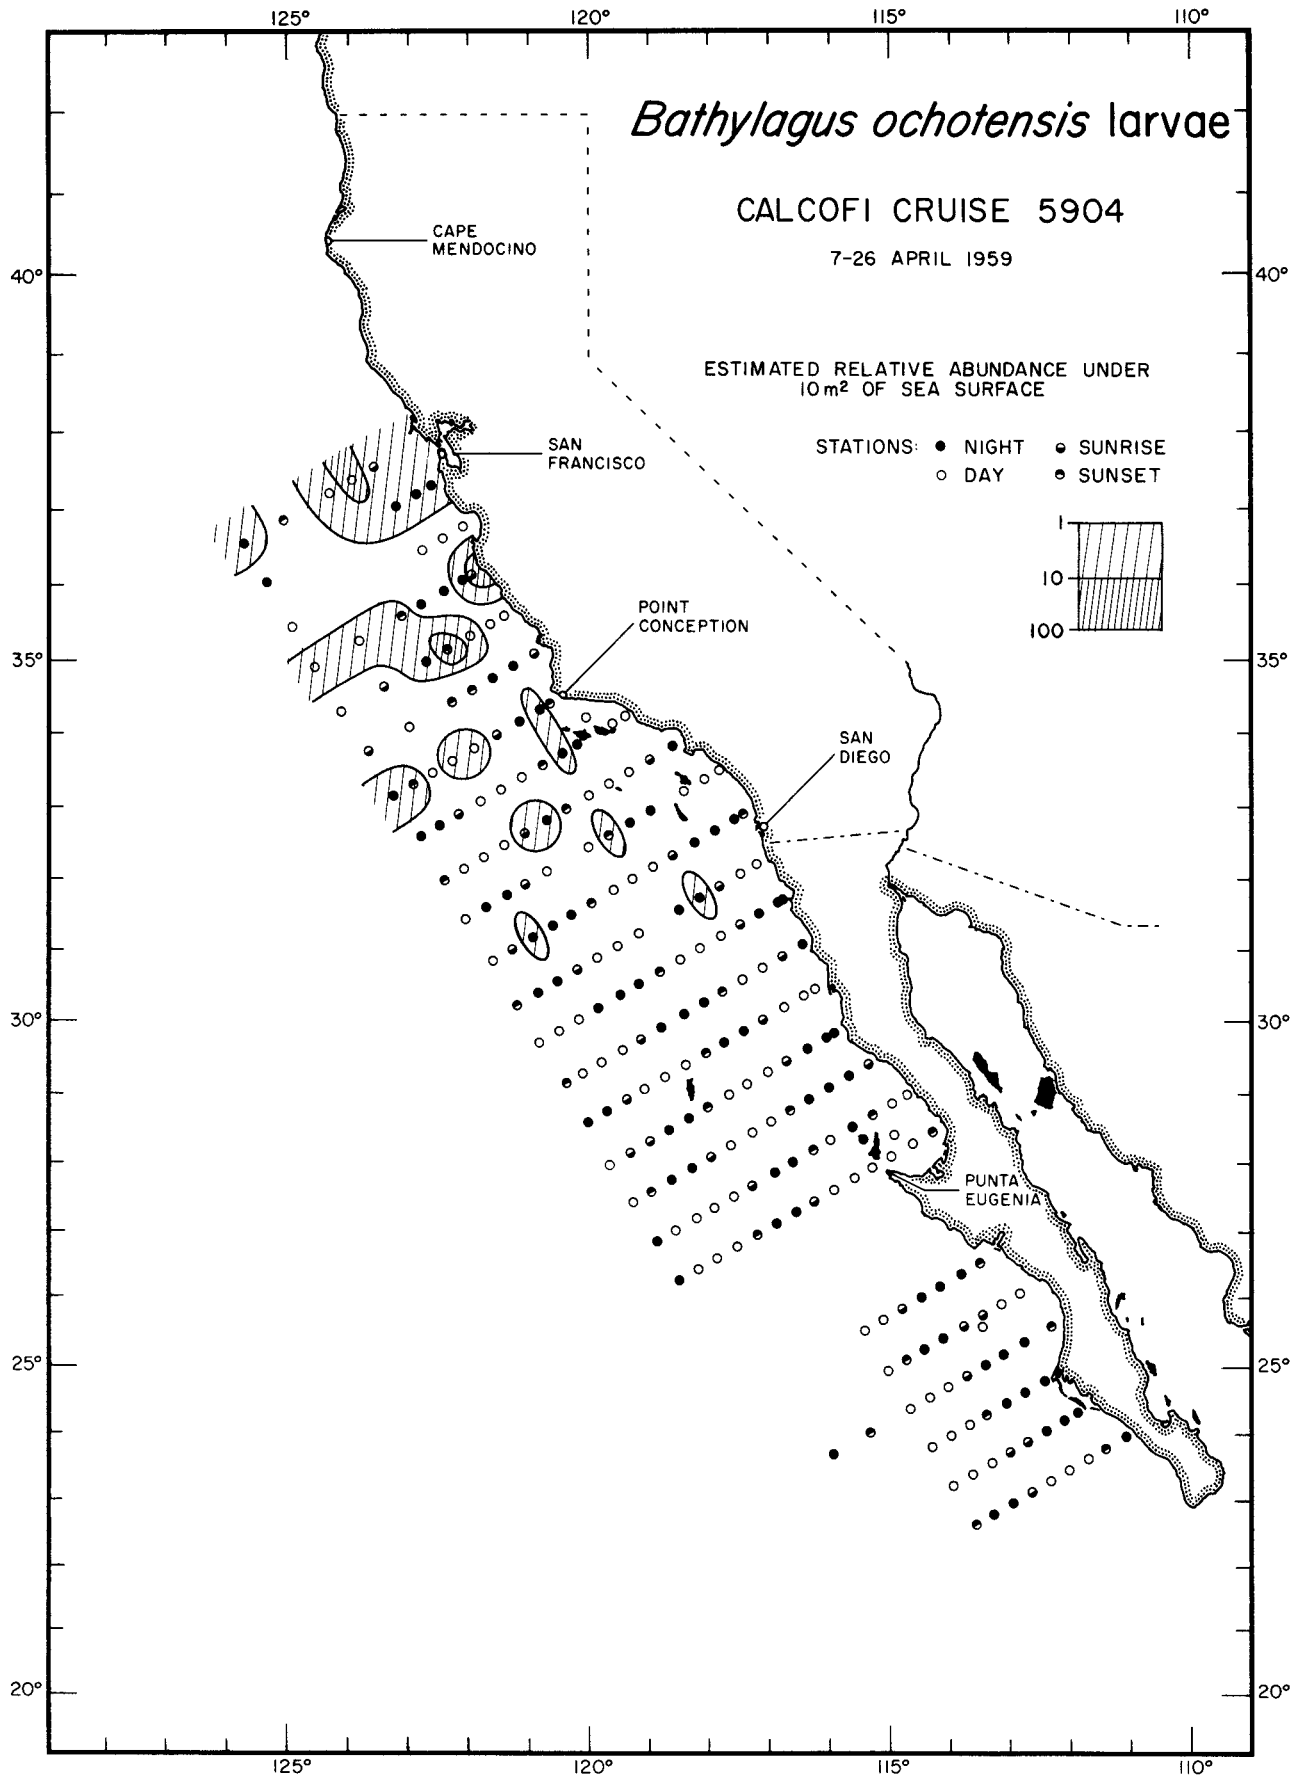 125° 120° 115° 110°
Bathylagus ochotensis larvae
CALCOFI CRUISE 5904
7-26 APRIL 1959
CAPE
MENDOCINO
40° 40°
ESTIMATED RELATIVE ABUNDANCE UNDER
10m² OF SEA SURFACE
STATIONS: ● NIGHT ◒ SUNRISE
○ DAY ◓ SUNSET
SAN
FRANCISCO
1
10
100
POINT
CONCEPTION
35° 35°
SAN
DIEGO
30° 30°
PUNTA
EUGENIA
25° 25°
20° 20°
125° 120° 115° 110°